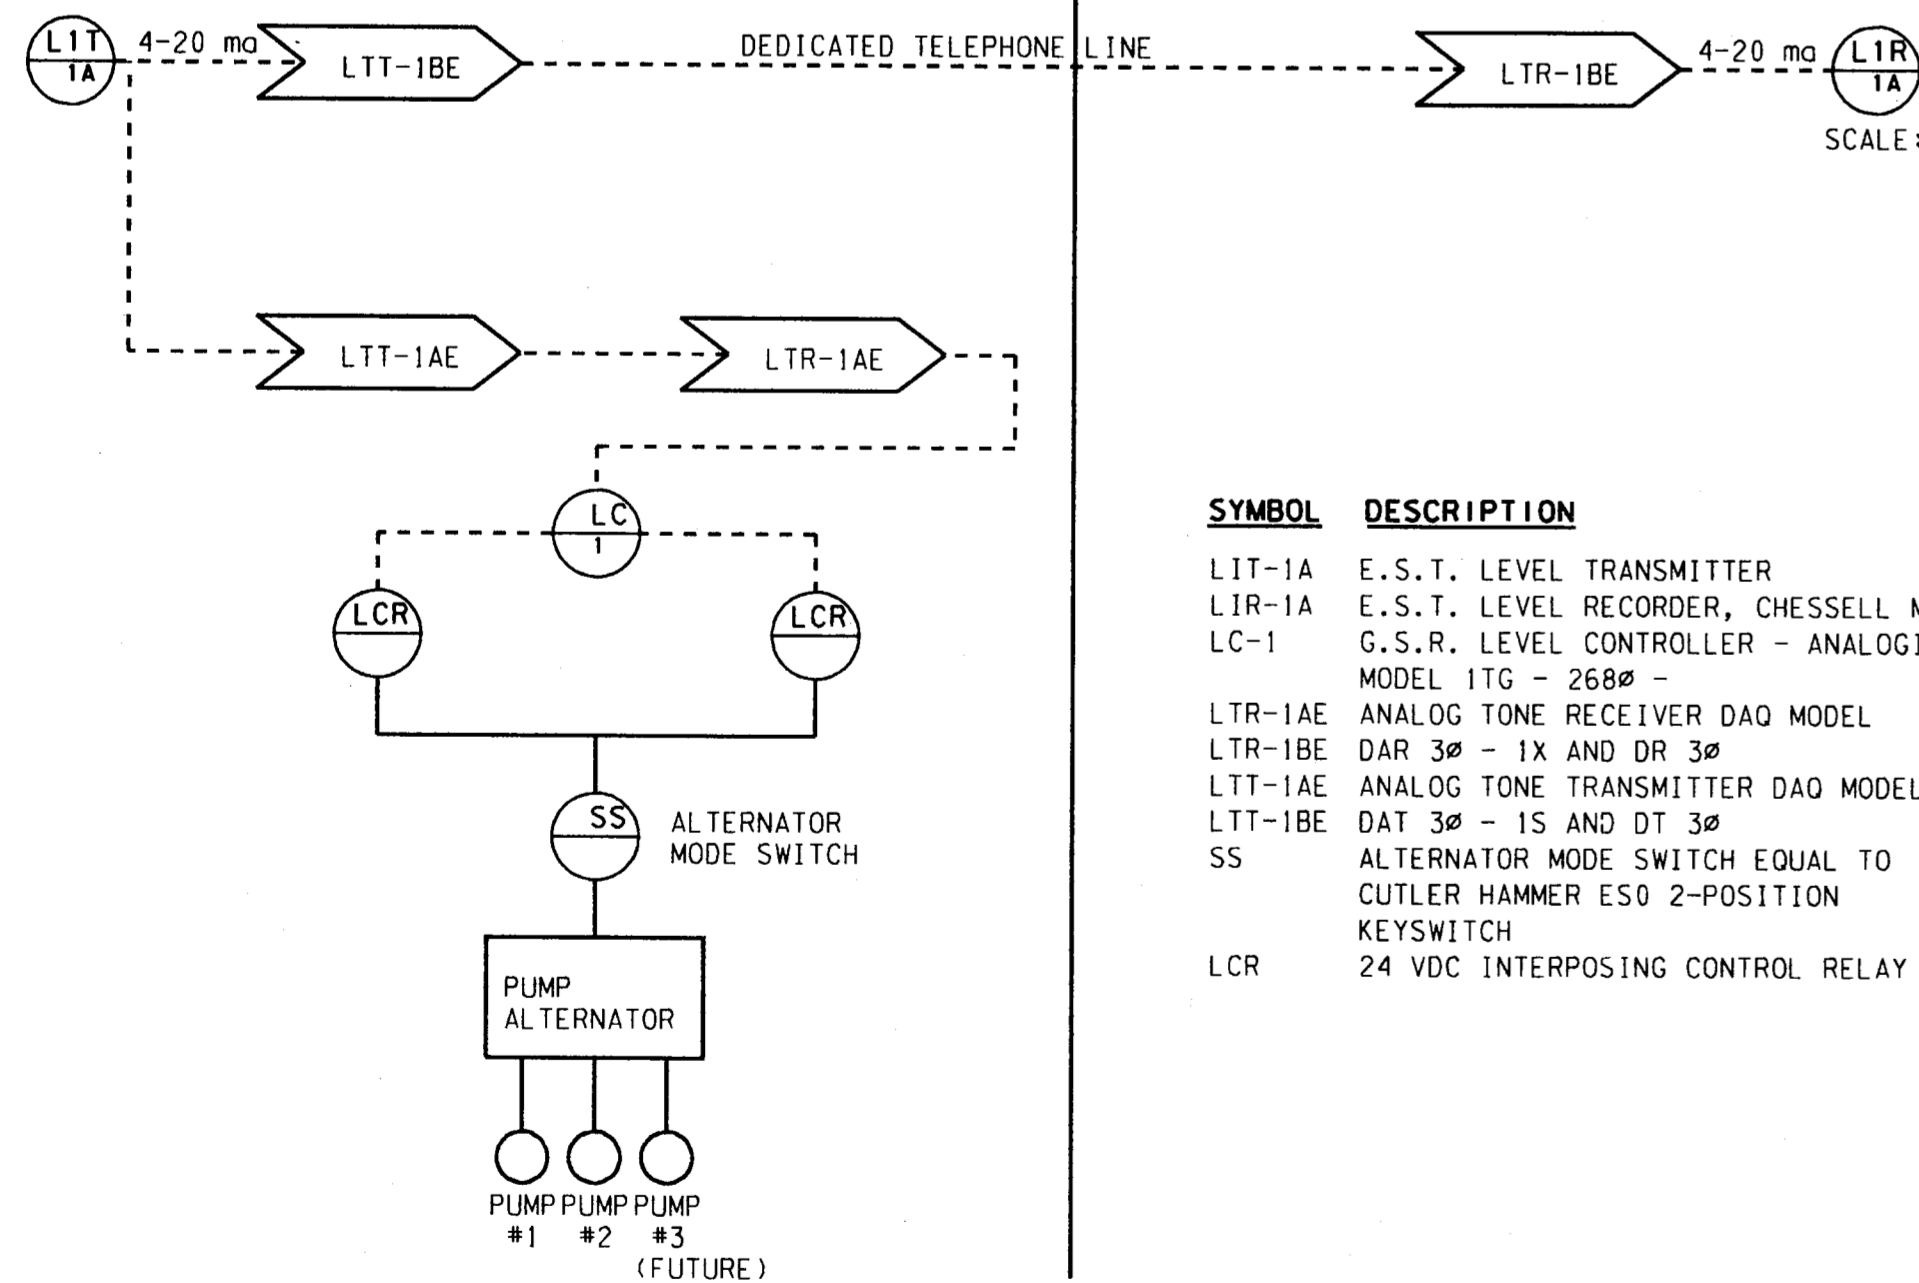 L1T
1A
4-20 ma
LTT-1BE
DEDICATED TELEPHONE LINE
LTR-1BE
4-20 ma
L1R
1A
SCALE:
LTT-1AE
LTR-1AE
LC
1
LCR
LCR
SS
ALTERNATOR
MODE SWITCH
PUMP
ALTERNATOR
PUMP PUMP PUMP
#1 #2 #3
(FUTURE)
SYMBOL DESCRIPTION
LIT-1A E.S.T. LEVEL TRANSMITTER
LIR-1A E.S.T. LEVEL RECORDER, CHESSELL
LC-1 G.S.R. LEVEL CONTROLLER - ANALOGI
MODEL 1TG - 268ø -
LTR-1AE ANALOG TONE RECEIVER DAQ MODEL
LTR-1BE DAR 3ø - 1X AND DR 3ø
LTT-1AE ANALOG TONE TRANSMITTER DAQ MODEL
LTT-1BE DAT 3ø - 1S AND DT 3ø
SS ALTERNATOR MODE SWITCH EQUAL TO
CUTLER HAMMER ES0 2-POSITION
KEYSWITCH
LCR 24 VDC INTERPOSING CONTROL RELAY